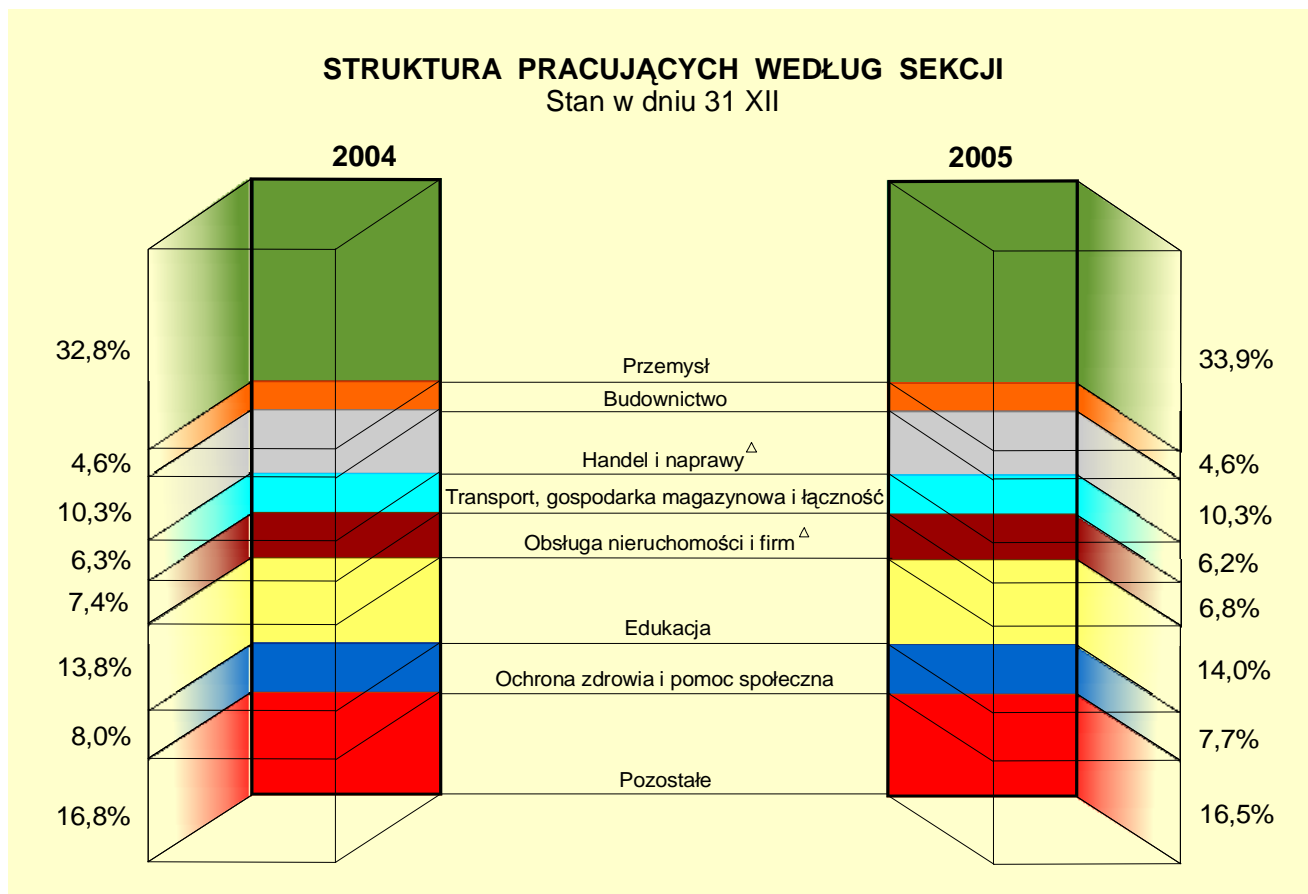 STRUKTURA PRACUJĄCYCH WEDŁUG SEKCJI
Stan w dniu 31 XII
2004
2005
32,8%
Przemysł
33,9%
Budownictwo
4,6%
Handel i naprawy Δ
4,6%
10,3%
Transport, gospodarka magazynowa i łączność
10,3%
6,3%
Obsługa nieruchomości i firm Δ
6,2%
7,4%
6,8%
13,8%
Edukacja
14,0%
Ochrona zdrowia i pomoc społeczna
8,0%
7,7%
Pozostałe
16,8%
16,5%